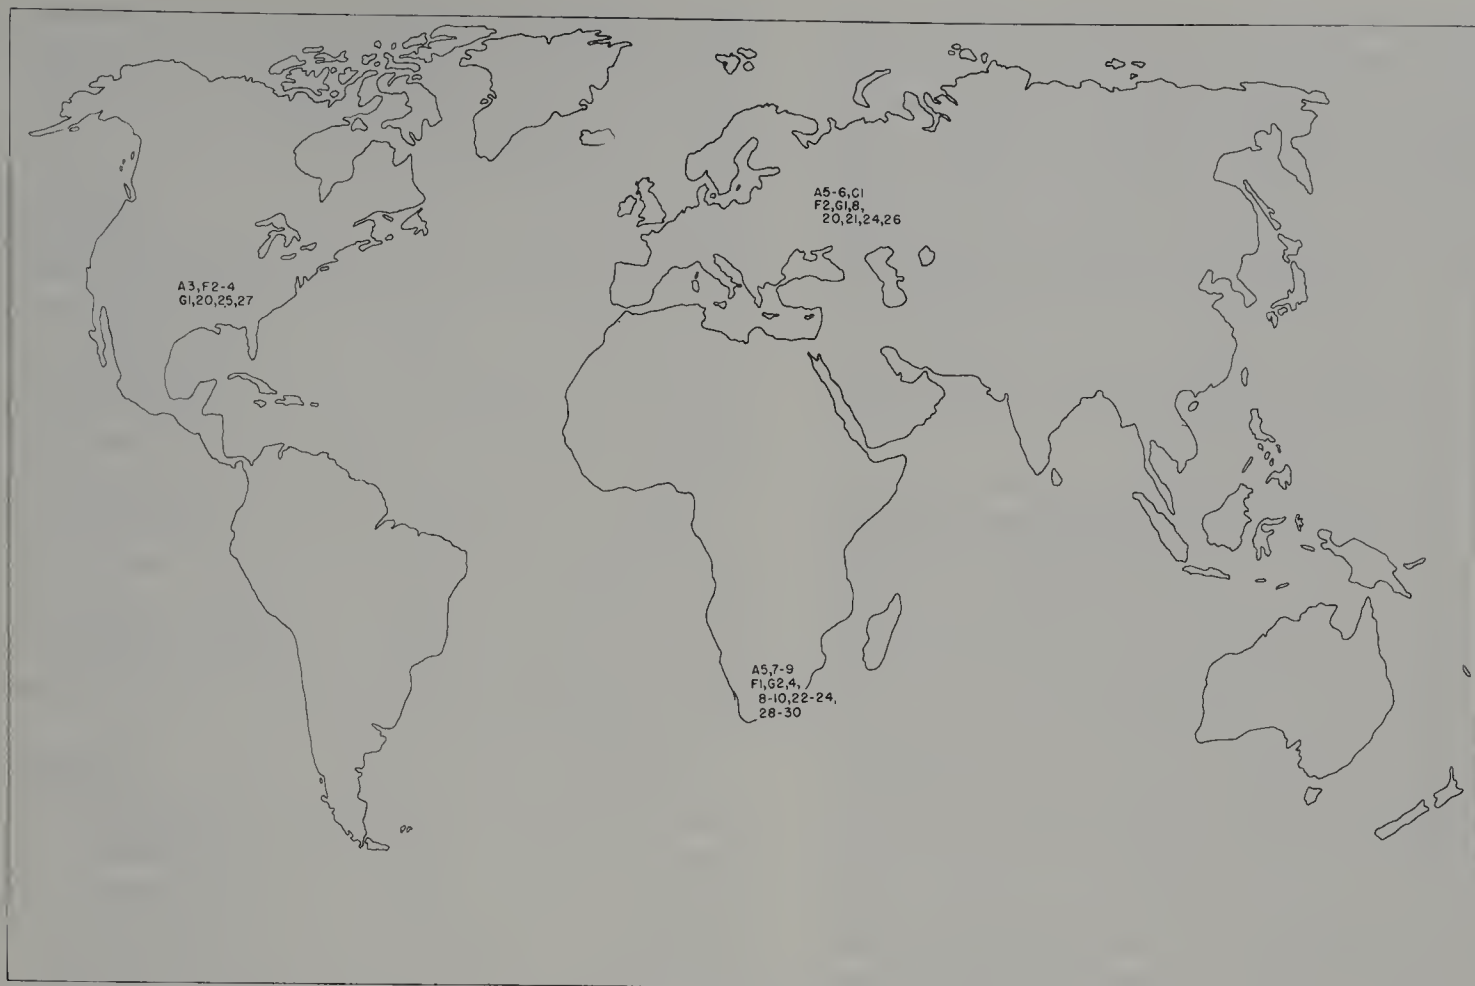 A5-6,C1
F2,G1,8,
20,21,24,26
A3,F2-4
G1,20,25,27
A5,7-9
F1,G2,4,
8-10,22-24,
28-30